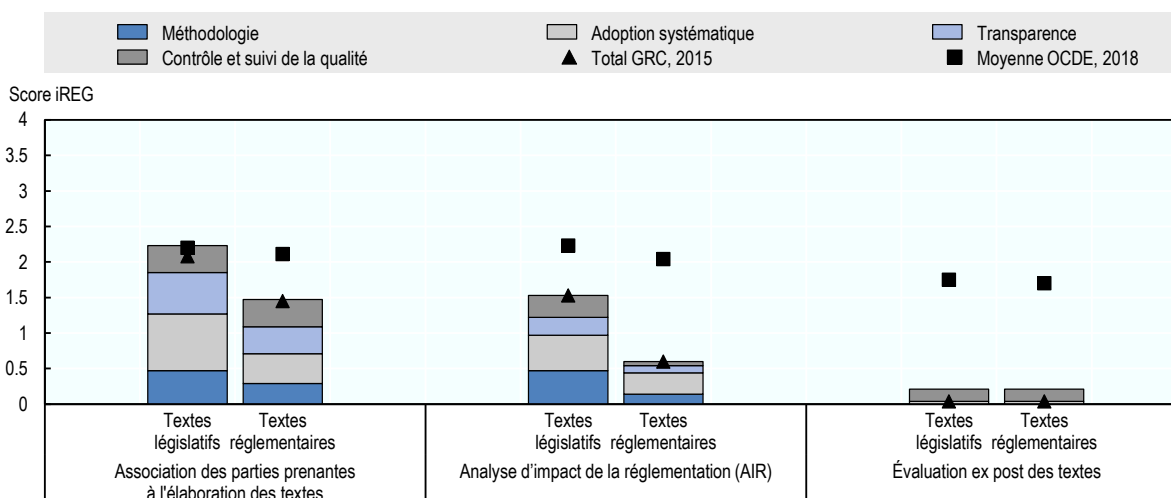 Méthodologie
Adoption systématique
Transparence
Contrôle et suivi de la qualité
Total GRC, 2015
Moyenne OCDE, 2018
Score iREG
4
3.5
3
2.5
2
1.5
1
0.5
0
Textes législatifs
Textes réglementaires
Textes législatifs
Textes réglementaires
Textes législatifs
Textes réglementaires
Association des parties prenantes
à l'élaboration des textes
Analyse d'impact de la réglementation (AIR)
Évaluation ex post des textes